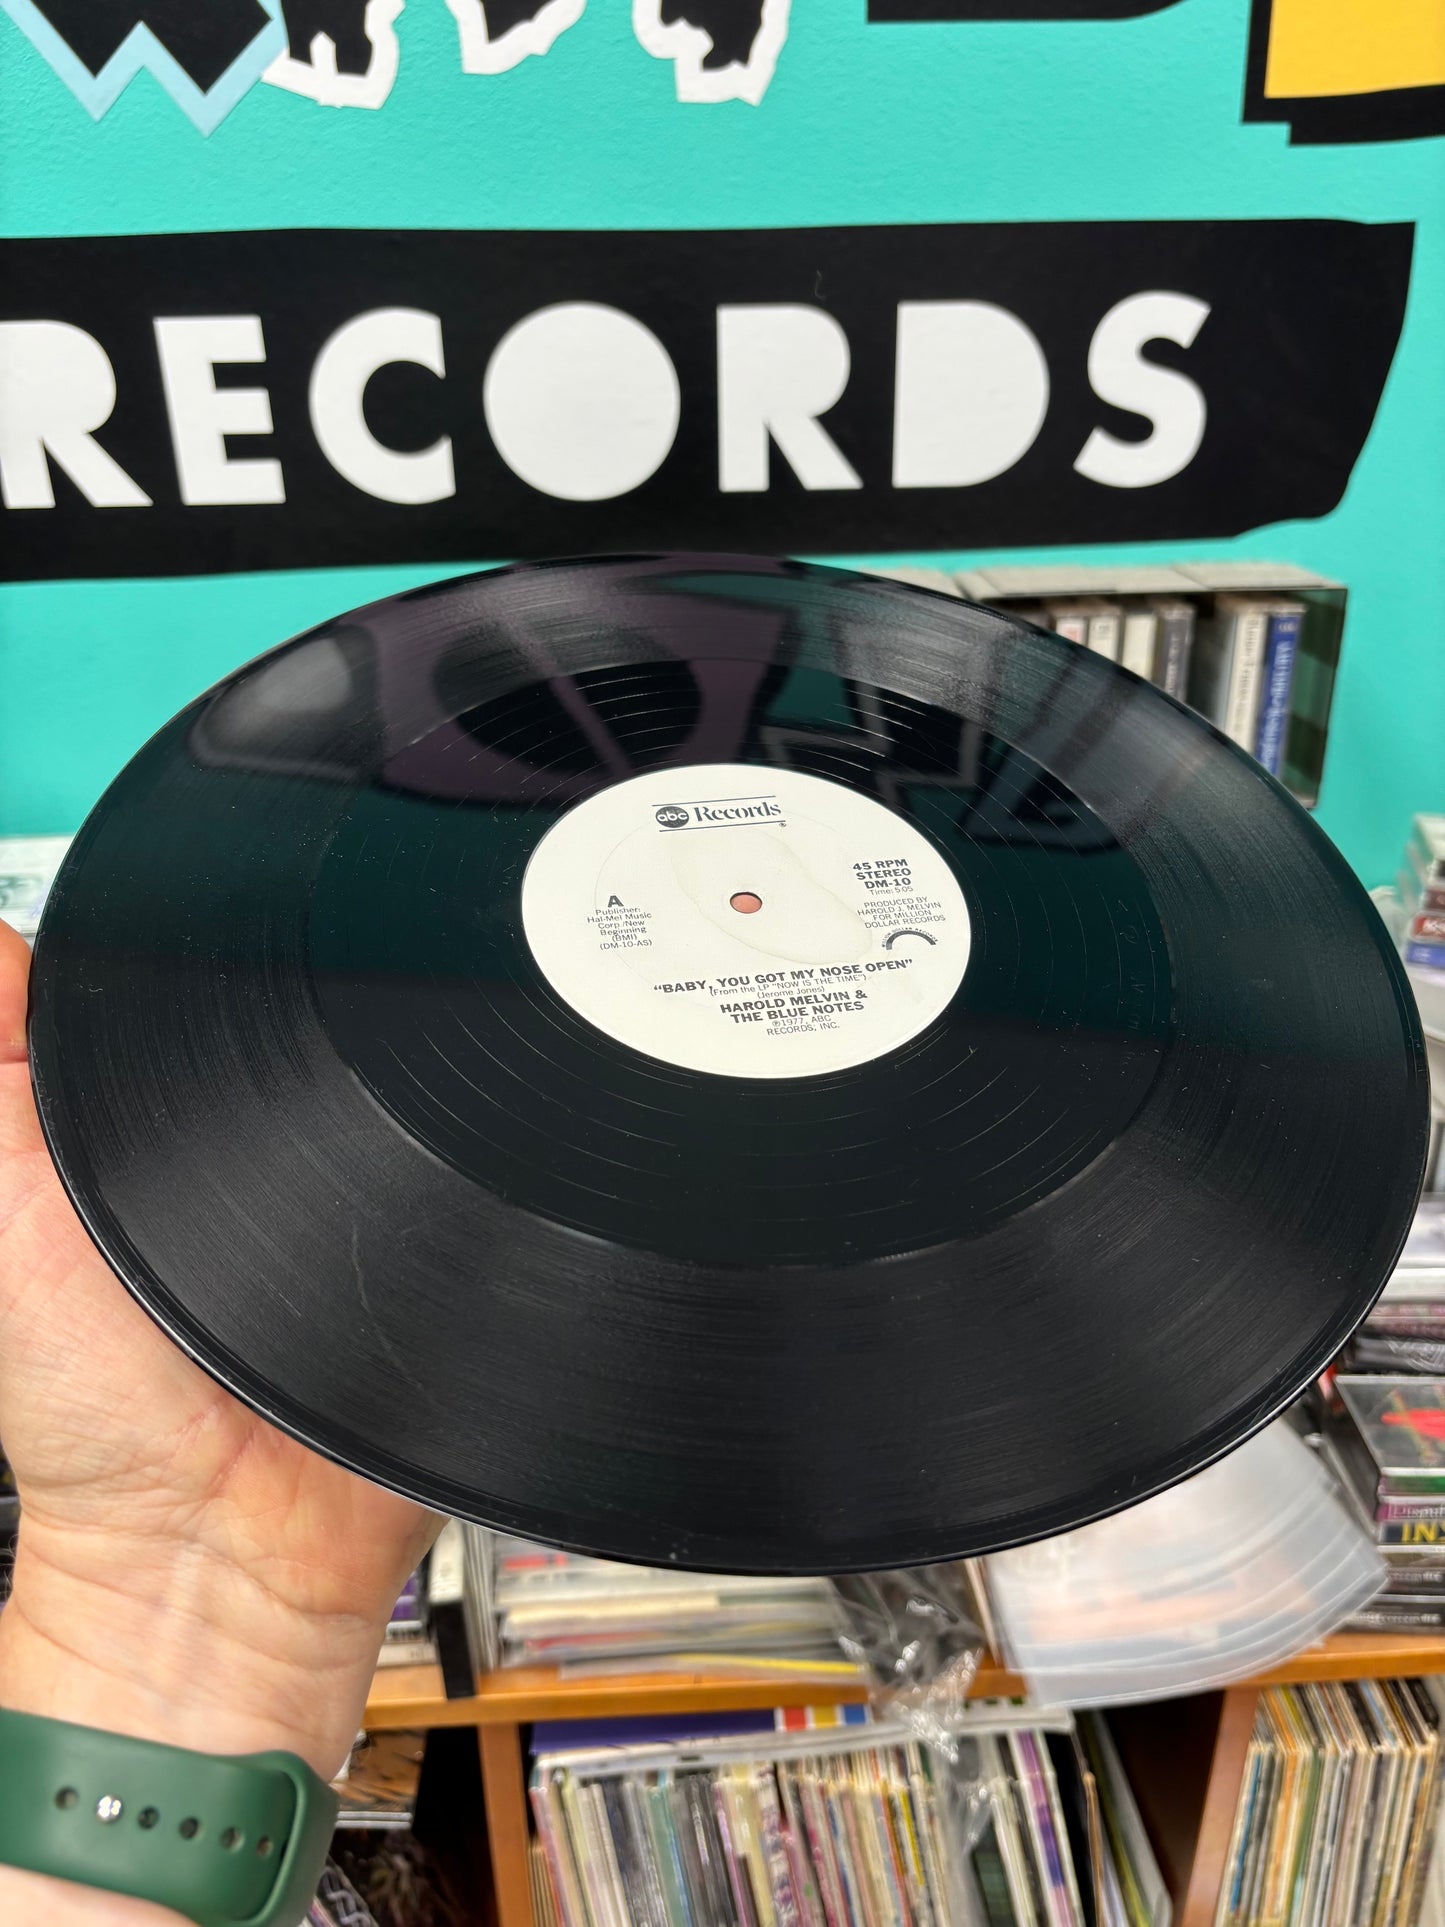 RECORDS
abc Records®
45 RPM
STEREO
DM-10
Time: 5:05
PRODUCED BY
HAROLD J. MELVIN
FOR MILLION
DOLLAR RECORDS
A
Publisher:
Hal-Mel Music
Corp./New
Beginning
(BMI)
(DM-10-AS)
"BABY, YOU GOT MY NOSE OPEN"
(From the LP "NOW IS THE TIME")
(Jerome Jones)
HAROLD MELVIN &
THE BLUE NOTES
℗1977, ABC
RECORDS, INC.